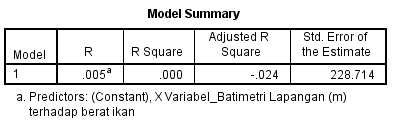 Model Summary
Model R R Square Adjusted R Square Std. Error of the Estimate
1 .005a .000 -.024 228.714
a. Predictors: (Constant), X Variabel_Batimetri Lapangan (m)
terhadap berat ikan